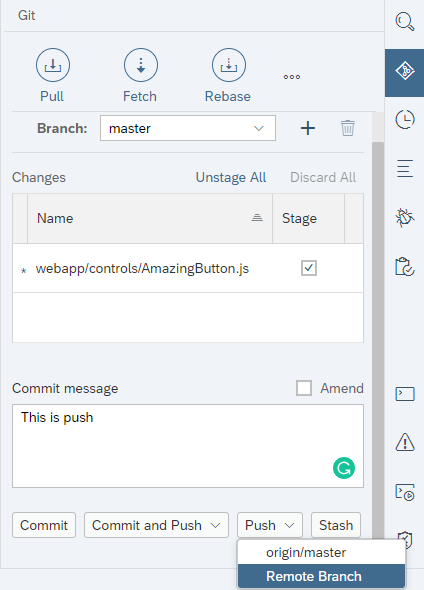 Git
Pull Fetch Rebase
Branch: master
Changes Unstage All Discard All
Name Stage
* webapp/controls/AmazingButton.js
Commit message Amend
This is push
Commit Commit and Push Push Stash
origin/master
Remote Branch